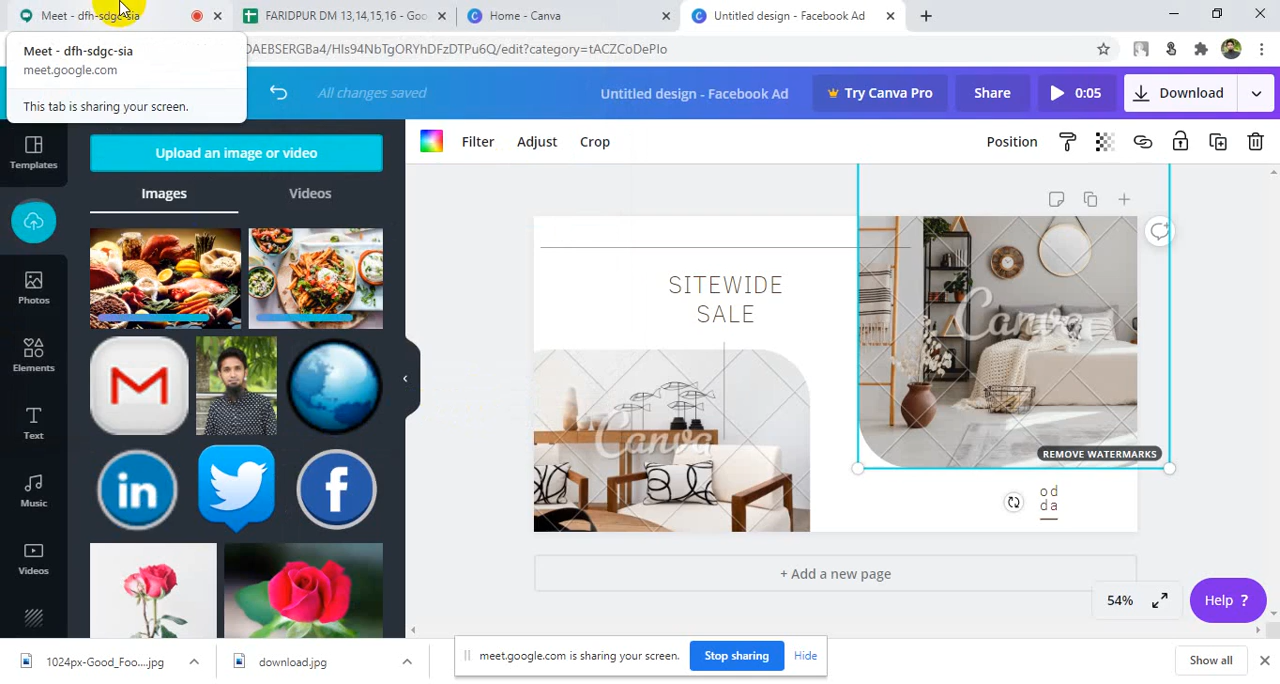 Meet - dfh-sdgc-sia
FARIDPUR DM 13,14,15,16 - Goo
Home - Canva
Untitled design - Facebook Ad
Meet - dfh-sdgc-sia
meet.google.com
This tab is sharing your screen.
DAEBSERGBa4/HIs94NbTgORYhDFzDTPu6Q/edit?category=tACZCoDePlo
All changes saved
Untitled design - Facebook Ad
Try Canva Pro
Share
0:05
Download
Templates
Photos
Elements
Text
Music
Videos
Upload an image or video
Images
Videos
Filter
Adjust
Crop
Position
SITEWIDE
SALE
Canva
Canva
REMOVE WATERMARKS
od
da
+ Add a new page
54%
Help ?
in
f
1024px-Good_Foo....jpg
download.jpg
meet.google.com is sharing your screen.
Stop sharing
Hide
Show all